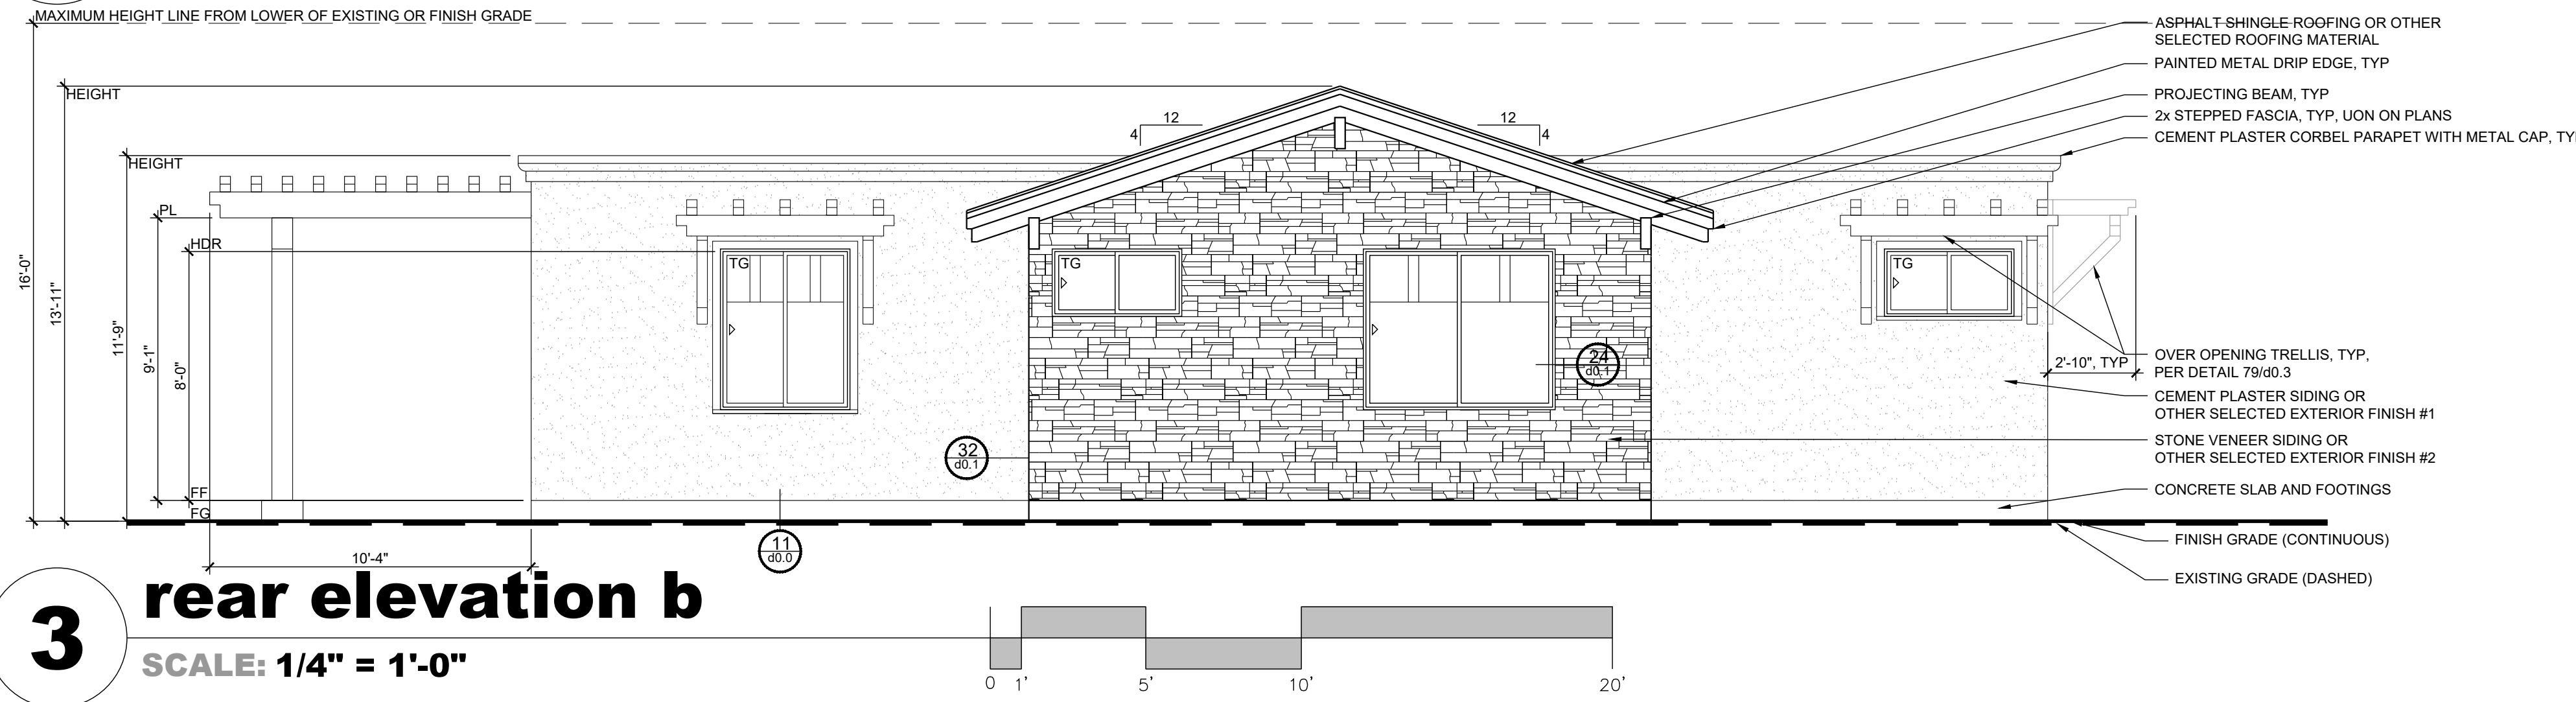 MAXIMUM HEIGHT LINE FROM LOWER OF EXISTING OR FINISH GRADE
ASPHALT SHINGLE ROOFING OR OTHER
SELECTED ROOFING MATERIAL
PAINTED METAL DRIP EDGE, TYP
PROJECTING BEAM, TYP
2x STEPPED FASCIA, TYP, UON ON PLANS
CEMENT PLASTER CORBEL PARAPET WITH METAL CAP, TY
HEIGHT
HEIGHT
12
4
12
4
PL
HDR
TG
TG
TG
16'-0"
13'-11"
11'-9"
9'-1"
8'-0"
24
d0.1
2'-10", TYP
OVER OPENING TRELLIS, TYP,
PER DETAIL 79/d0.3
CEMENT PLASTER SIDING OR
OTHER SELECTED EXTERIOR FINISH #1
STONE VENEER SIDING OR
OTHER SELECTED EXTERIOR FINISH #2
32
d0.1
CONCRETE SLAB AND FOOTINGS
FF
FG
FINISH GRADE (CONTINUOUS)
EXISTING GRADE (DASHED)
11
d0.0
10'-4"
3
rear elevation b
SCALE: 1/4" = 1'-0"
0 1' 5' 10' 20'